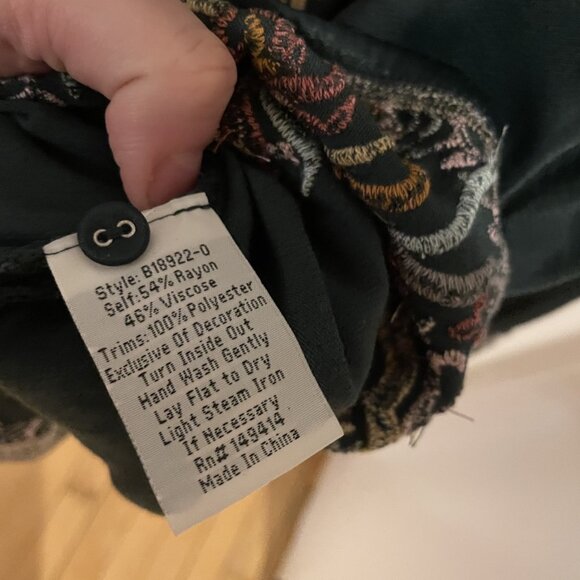 Style: B18922-0
Self:54% Rayon
46% Viscose
Trims:100% Polyester
Exclusive Of Decoration
Turn Inside Out
Hand Wash Gently
Lay Flat to Dry
Light Steam Iron
If Necessary
Rn# 149414
Made In China